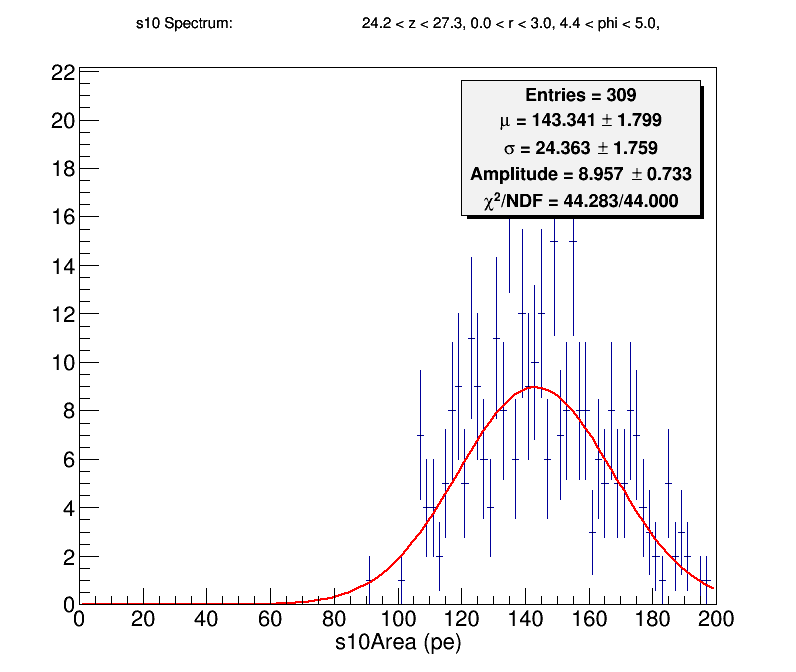 s10 Spectrum: 24.2 < z < 27.3, 0.0 < r < 3.0, 4.4 < phi < 5.0,
Entries = 309
μ = 143.341 ± 1.799
σ = 24.363 ± 1.759
Amplitude = 8.957 ± 0.733
χ²/NDF = 44.283/44.000
22
20
18
16
14
12
10
8
6
4
2
0
0 20 40 60 80 100 120 140 160 180 200
s10Area (pe)